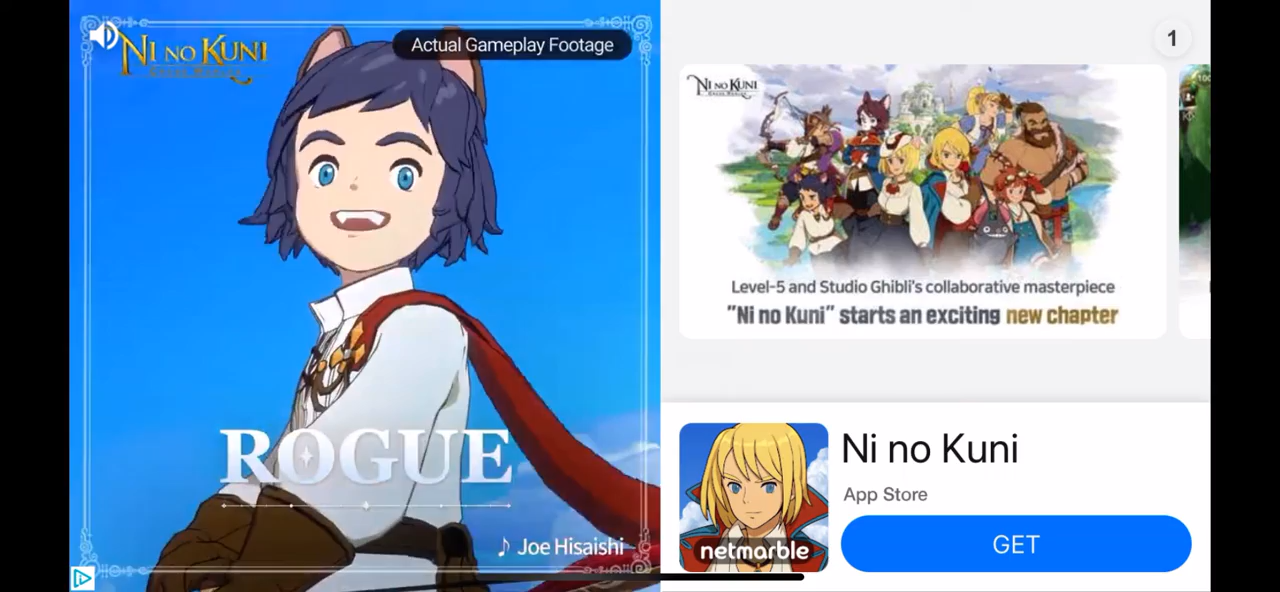 Ni no Kuni
Actual Gameplay Footage
ROGUE
♪ Joe Hisaishi
1
Ni no Kuni
Level-5 and Studio Ghibli's collaborative masterpiece
"Ni no Kuni" starts an exciting new chapter
netmarble
Ni no Kuni
App Store
GET